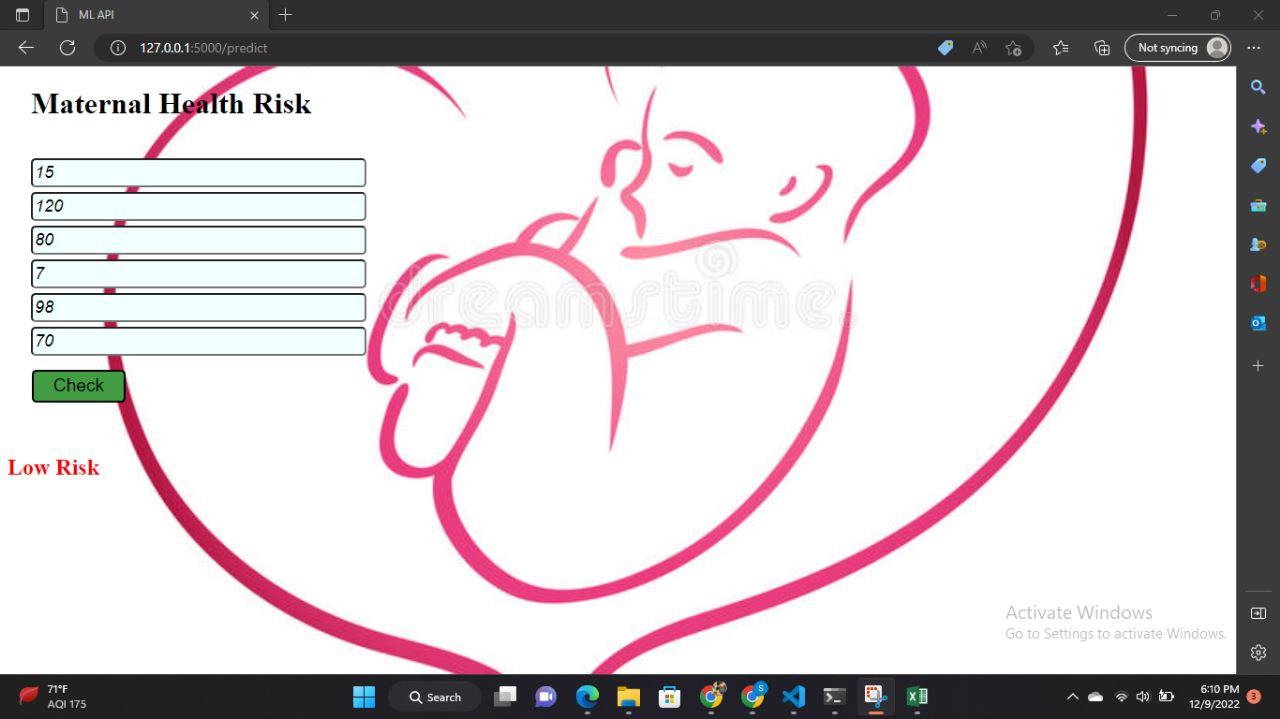 ML API
127.0.0.1:5000/predict
Not syncing
Maternal Health Risk
15
120
80
7
98
70
Check
Low Risk
dreamstime.
Activate Windows
Go to Settings to activate Windows.
71°F
AQI 175
Search
S
6:10 PM
12/9/2022
3